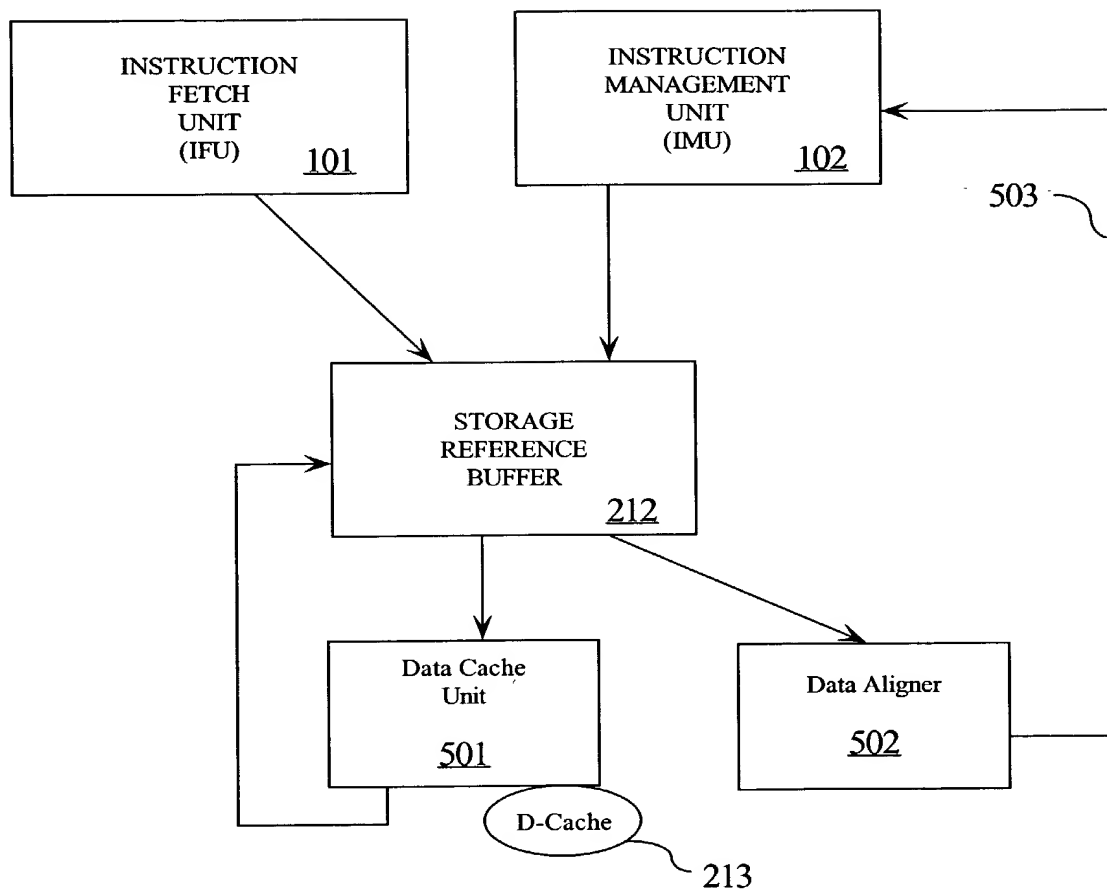 INSTRUCTION
FETCH
UNIT
(IFU)
101
INSTRUCTION
MANAGEMENT
UNIT
(IMU)
102
503
STORAGE
REFERENCE
BUFFER
212
Data Cache
Unit
501
Data Aligner
502
D-Cache
213